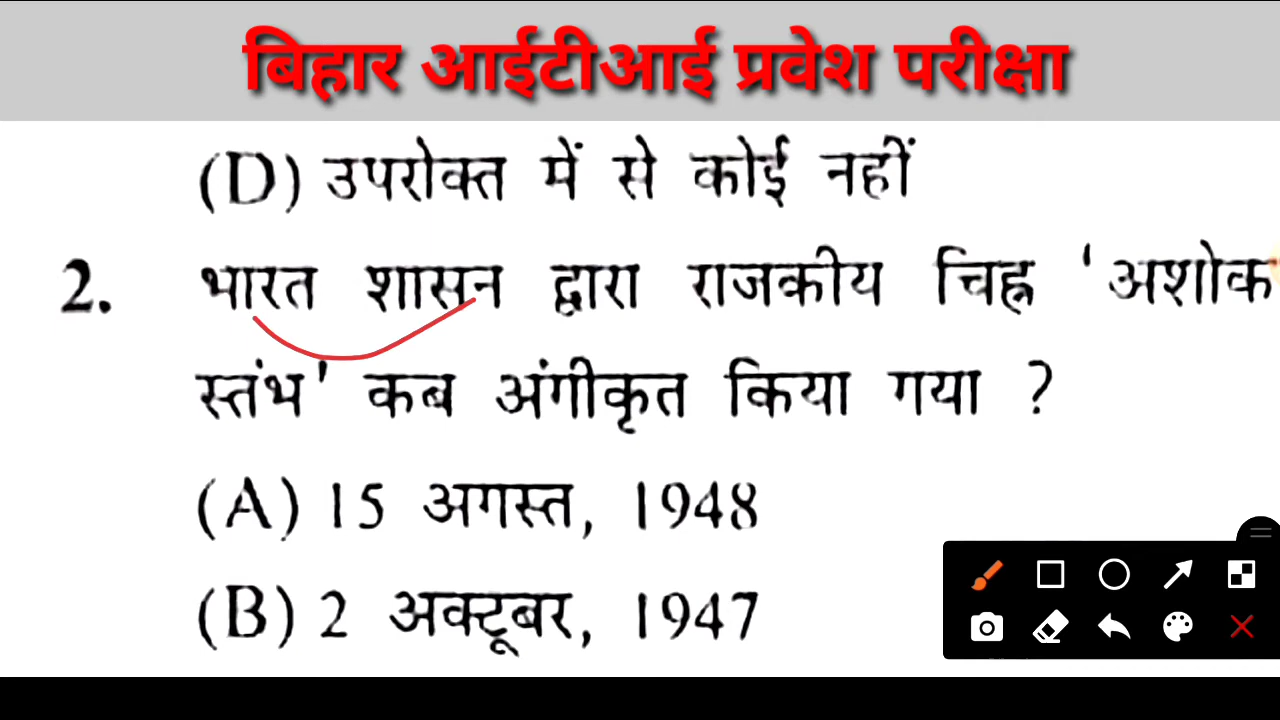 बिहार आईटीआई प्रवेश परीक्षा
(D) उपरोक्त में से कोई नहीं
2. भारत शासन द्वारा राजकीय चिह्न 'अशोक
स्तंभ' कब अंगीकृत किया गया ?
(A) 15 अगस्त, 1948
(B) 2 अक्टूबर, 1947